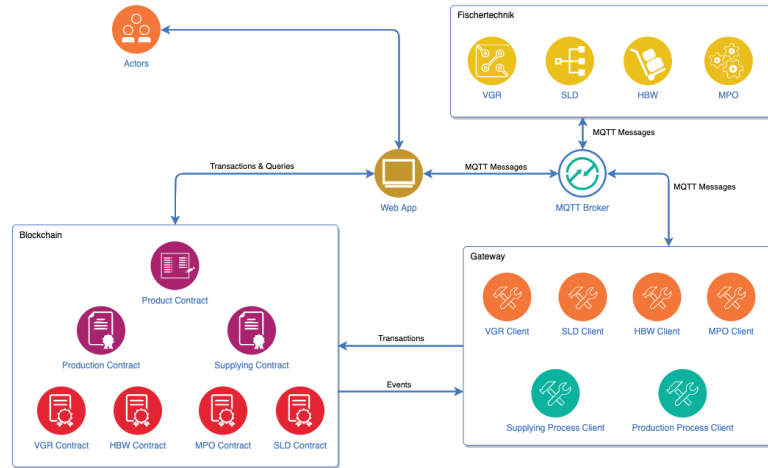 Fischertechnik
Actors
VGR
SLD
HBW
MPO
MQTT Messages
Transactions & Queries
MQTT Messages
Web App
MQTT Broker
MQTT Messages
Blockchain
Product Contract
Production Contract
Supplying Contract
VGR Contract
HBW Contract
MPO Contract
SLD Contract
Transactions
Events
Gateway
VGR Client
SLD Client
HBW Client
MPO Client
Supplying Process Client
Production Process Client